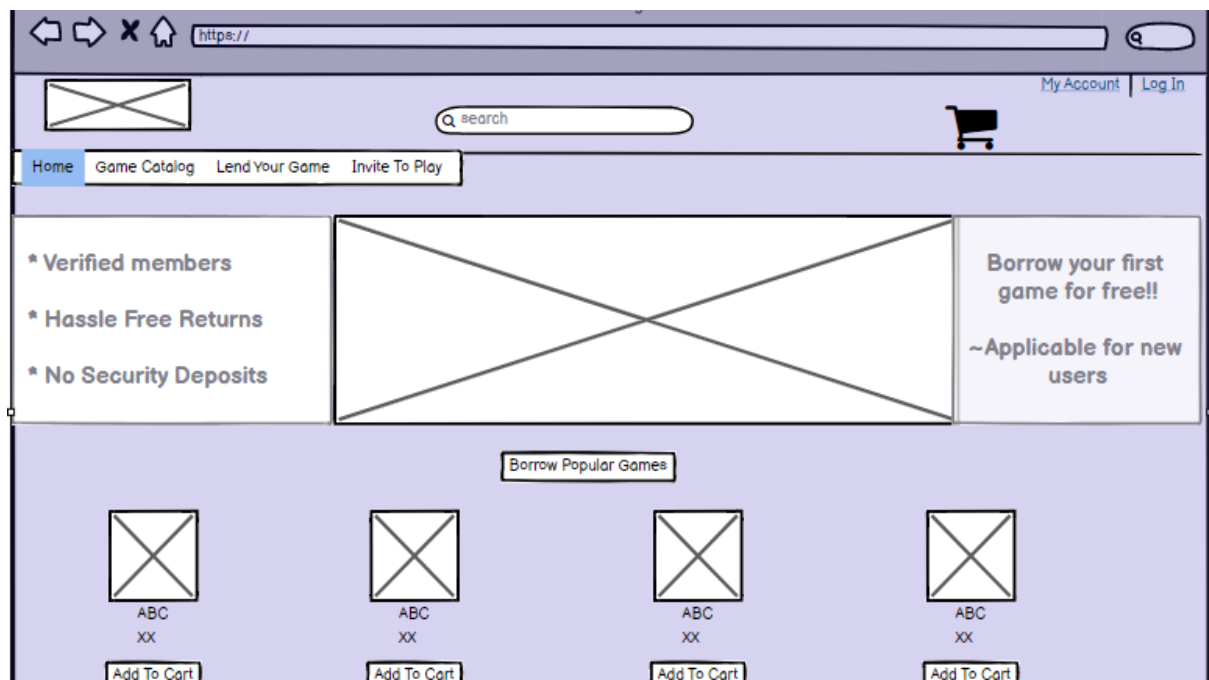 https://
My Account Log In
search
Home Game Catalog Lend Your Game Invite To Play
* Verified members
* Hassle Free Returns
* No Security Deposits
Borrow your first
game for free!!
~Applicable for new
users
Borrow Popular Games
ABC ABC ABC ABC
XX XX XX XX
Add To Cart Add To Cart Add To Cart Add To Cart